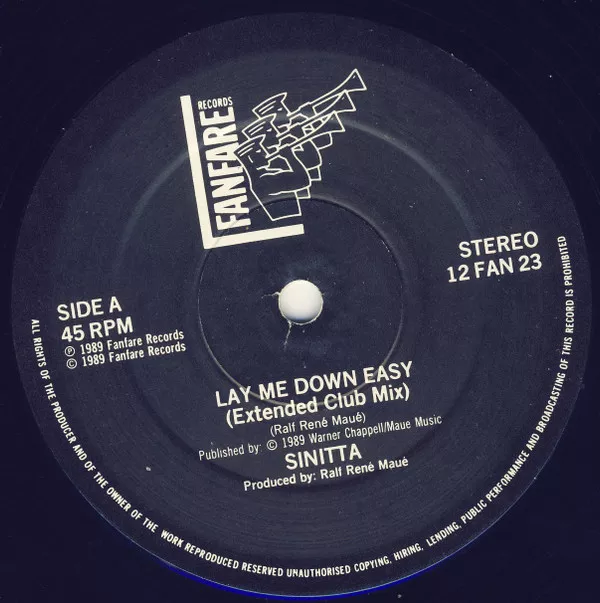 FANFARE
RECORDS
STEREO
12 FAN 23
SIDE A
45 RPM
Ⓟ 1989 Fanfare Records
© 1989 Fanfare Records
LAY ME DOWN EASY
(Extended Club Mix)
(Ralf René Maué)
Published by: © 1989 Warner Chappell/Maue Music
SINITTA
Produced by: Ralf René Maué
ALL RIGHTS OF THE PRODUCER AND OF THE OWNER OF THE WORK REPRODUCED RESERVED UNAUTHORISED COPYING, HIRING, LENDING, PUBLIC PERFORMANCE AND BROADCASTING OF THIS RECORD IS PROHIBITED